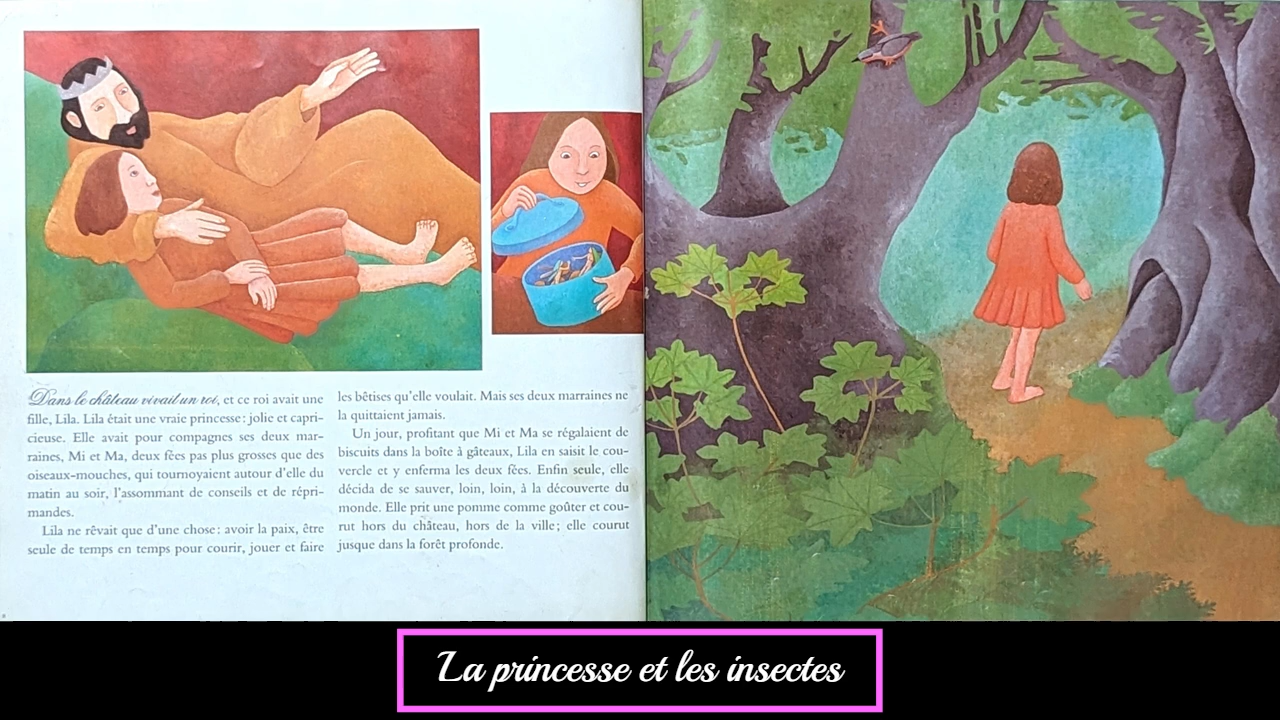 Dans le château vivait un roi, et ce roi avait une
fille, Lila. Lila était une vraie princesse : jolie et capri-
cieuse. Elle avait pour compagnes ses deux mar-
raines, Mi et Ma, deux fées pas plus grosses que des
oiseaux-mouches, qui tournoyaient autour d'elle du
matin au soir, l'assommant de conseils et de répri-
mandes.
Lila ne rêvait que d'une chose : avoir la paix, être
seule de temps en temps pour courir, jouer et faire
les bêtises qu'elle voulait. Mais ses deux marraines ne
la quittaient jamais.
Un jour, profitant que Mi et Ma se régalaient de
biscuits dans la boîte à gâteaux, Lila en saisit le cou-
vercle et y enferma les deux fées. Enfin seule, elle
décida de se sauver, loin, loin, à la découverte du
monde. Elle prit une pomme comme goûter et cou-
rut hors du château, hors de la ville ; elle courut
jusque dans la forêt profonde.
La princesse et les insectes